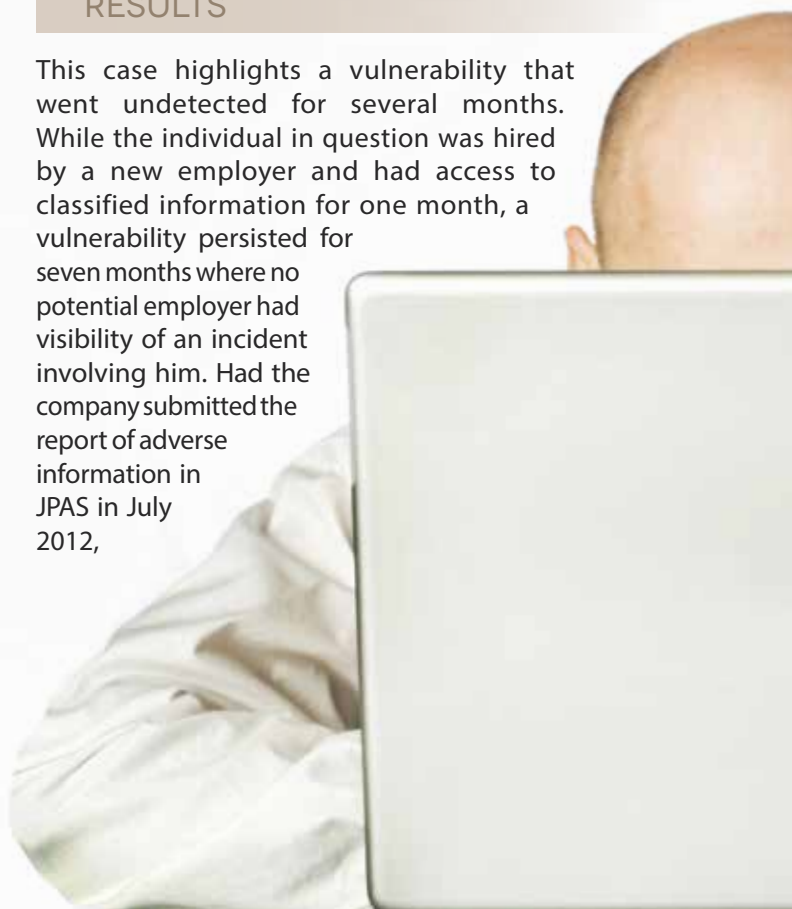 RESULTS
This case highlights a vulnerability that
went undetected for several months.
While the individual in question was hired
by a new employer and had access to
classified information for one month, a
vulnerability persisted for
seven months where no
potential employer had
visibility of an incident
involving him. Had the
company submitted the
report of adverse
information in
JPAS in July
2012,